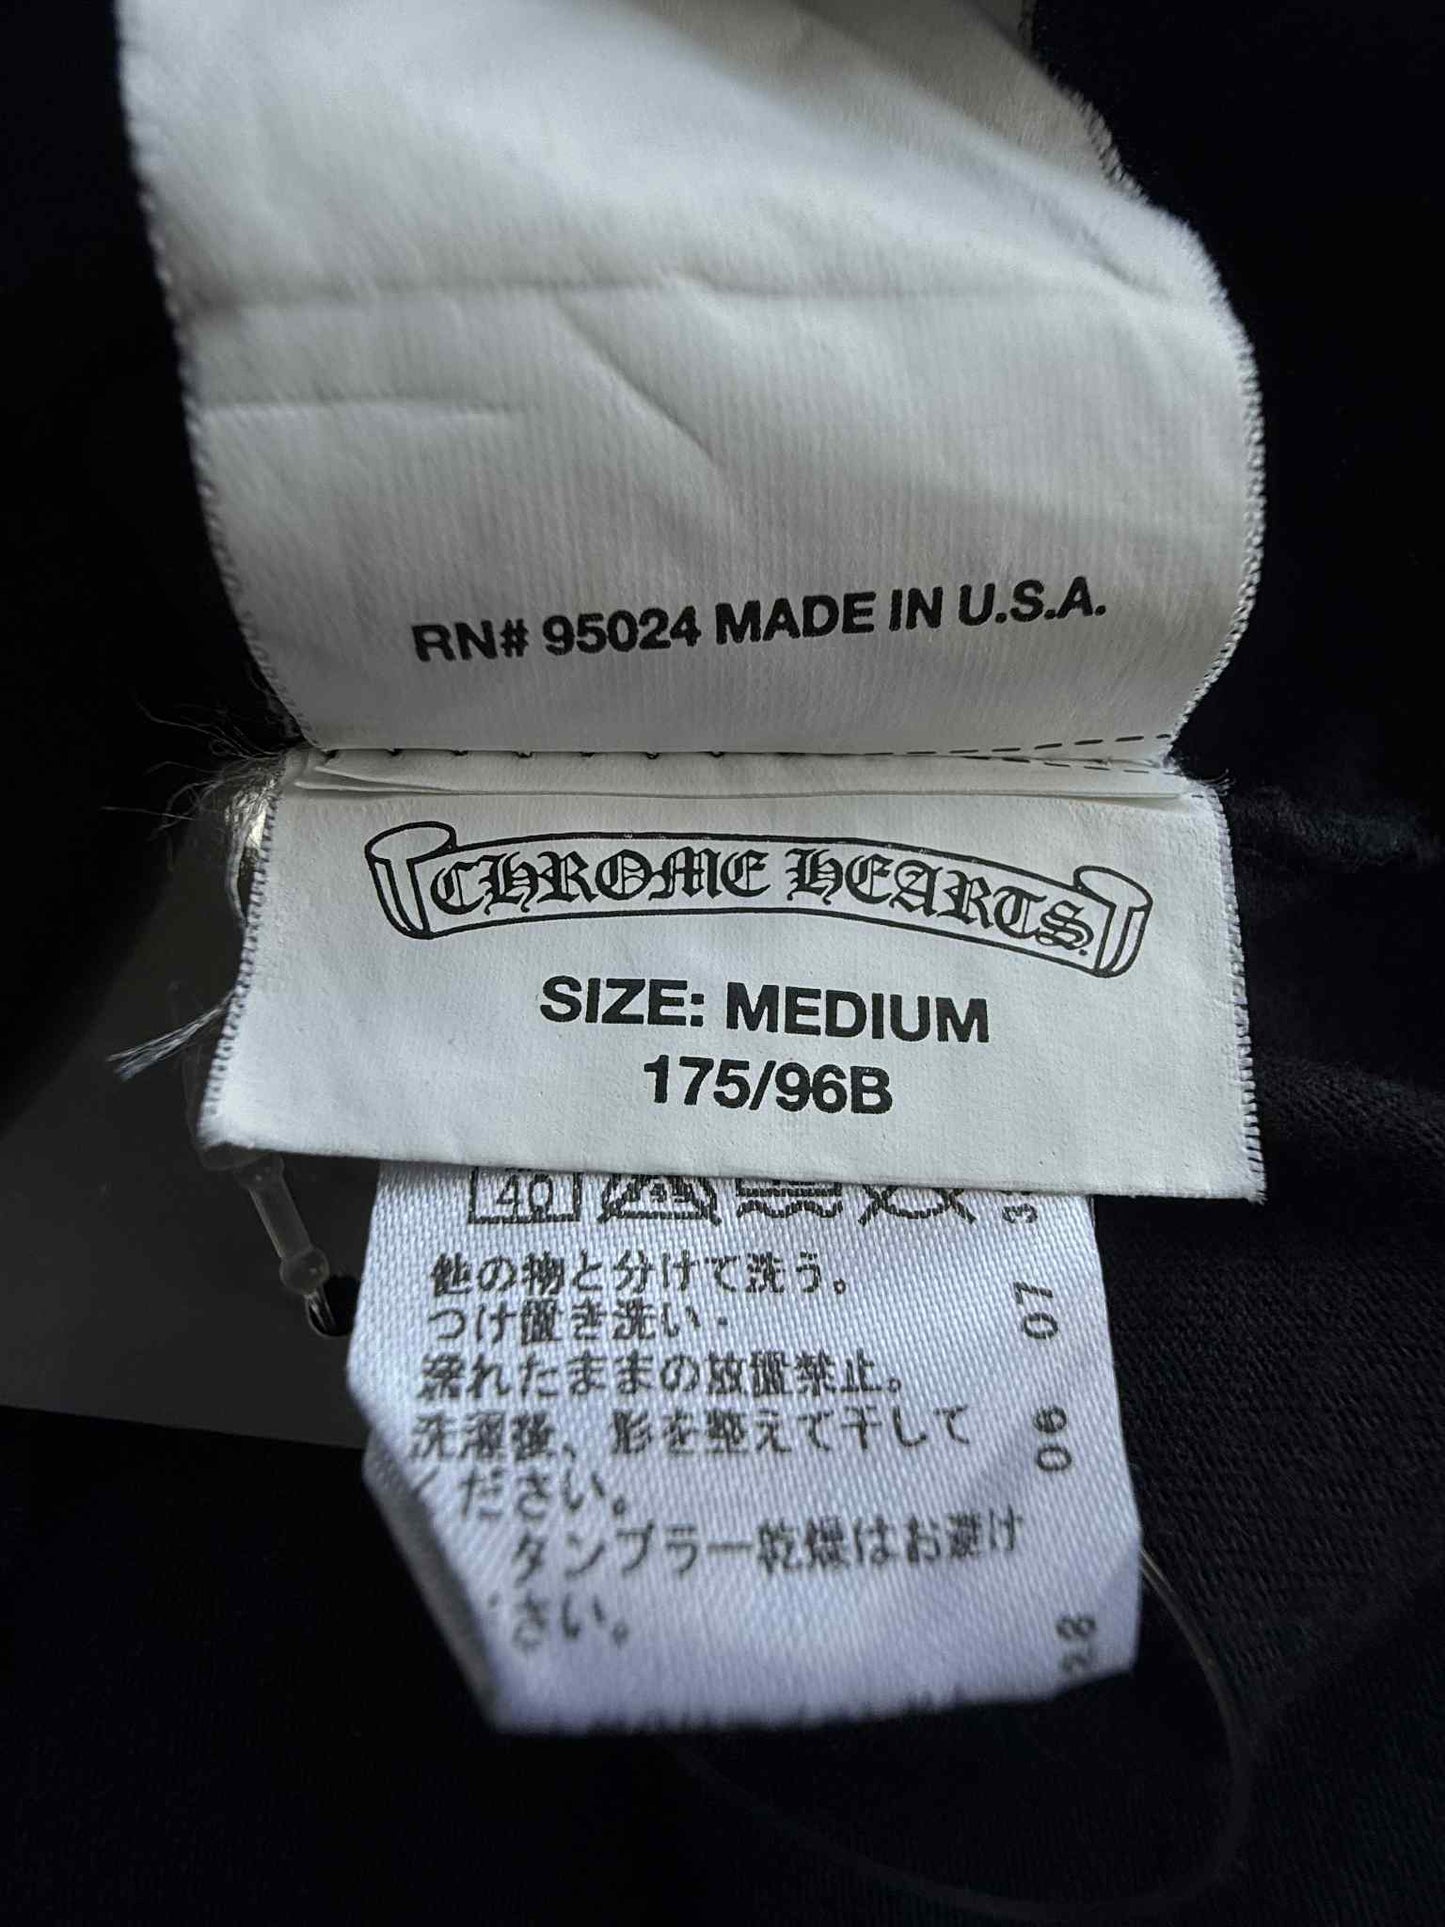 RN# 95024 MADE IN U.S.A.
CHROME HEARTS
SIZE: MEDIUM
175/96B
40
他の物と分けて洗う。
つけ置き洗い・
濡れたままの放置禁止。
洗濯後、形を整えて干して
ください。
タンブラー乾燥はお避け
さい。
07
06
28